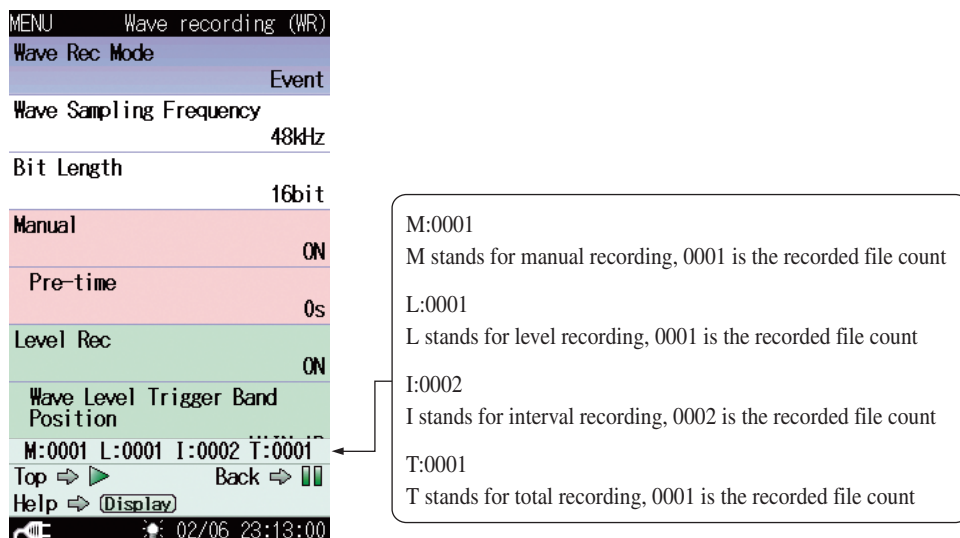 MENU Wave recording (WR)
Wave Rec Mode
Event
Wave Sampling Frequency
48kHz
Bit Length
16bit
Manual
ON
Pre-time
0s
Level Rec
ON
Wave Level Trigger Band
Position
M:0001 L:0001 I:0002 T:0001
Top ⇨ ▷ Back ⇨ ▯▯
Help ⇨ Display
02/06 23:13:00
M:0001
M stands for manual recording, 0001 is the recorded file count
L:0001
L stands for level recording, 0001 is the recorded file count
I:0002
I stands for interval recording, 0002 is the recorded file count
T:0001
T stands for total recording, 0001 is the recorded file count